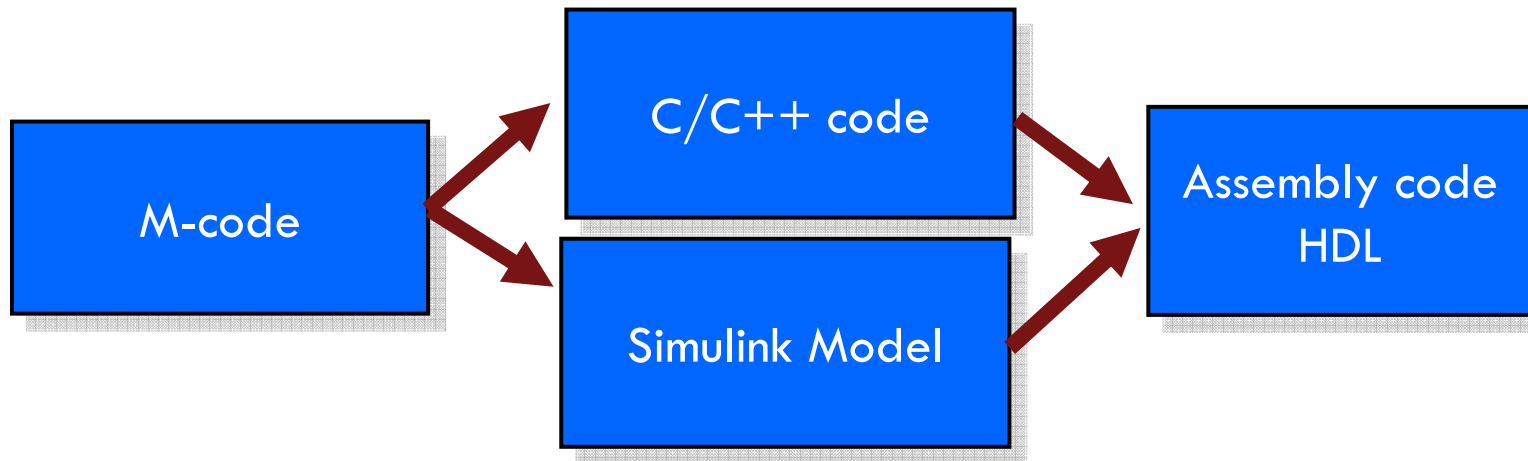 M-code
C/C++ code
Simulink Model
Assembly code
HDL